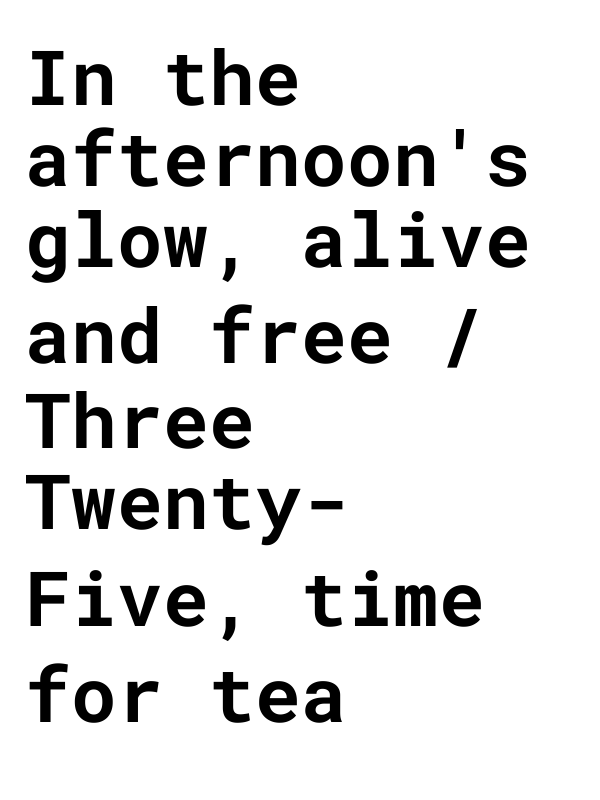 In the
afternoon's
glow, alive
and free /
Three
Twenty-
Five, time
for tea